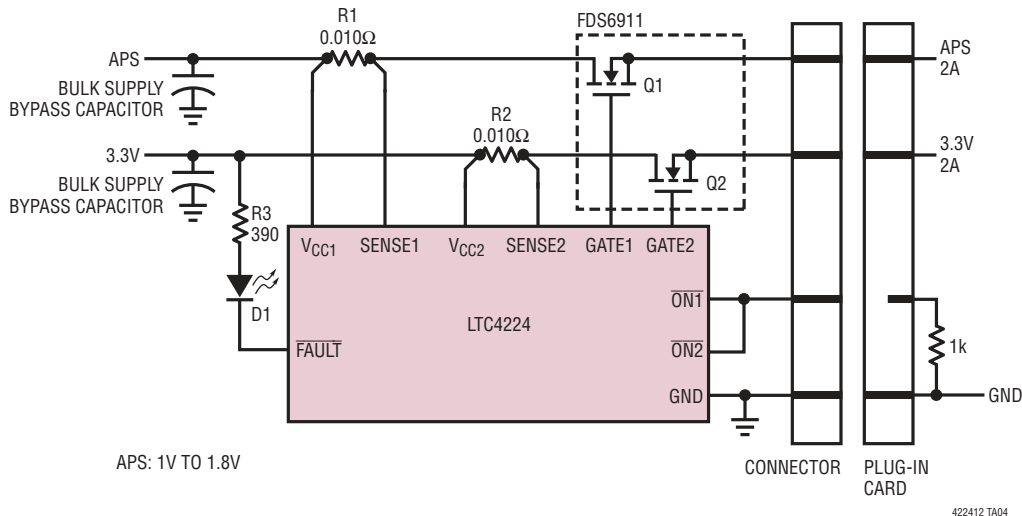 R1
0.010Ω
FDS6911
APS
BULK SUPPLY
BYPASS CAPACITOR
Q1
APS
2A
R2
0.010Ω
3.3V
BULK SUPPLY
BYPASS CAPACITOR
Q2
3.3V
2A
R3
390
D1
VCC1
SENSE1
VCC2
SENSE2
GATE1
GATE2
LTC4224
ON1
ON2
FAULT
GND
1k
GND
APS: 1V TO 1.8V
CONNECTOR
PLUG-IN
CARD
422412 TA04